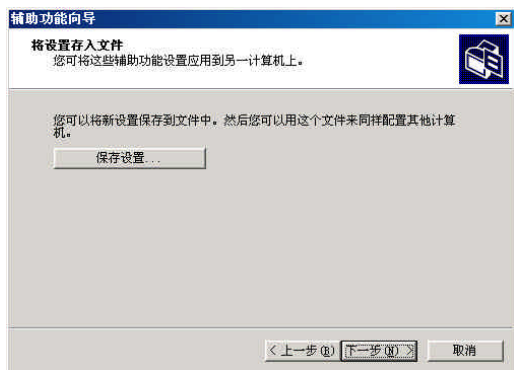 辅助功能向导
将设置存入文件
您可将这些辅助功能设置应用到另一计算机上。
您可以将新设置保存到文件中。然后您可以用这个文件来同样配置其他计算
机。
保存设置...
< 上一步(B)
下一步(N) >
取消